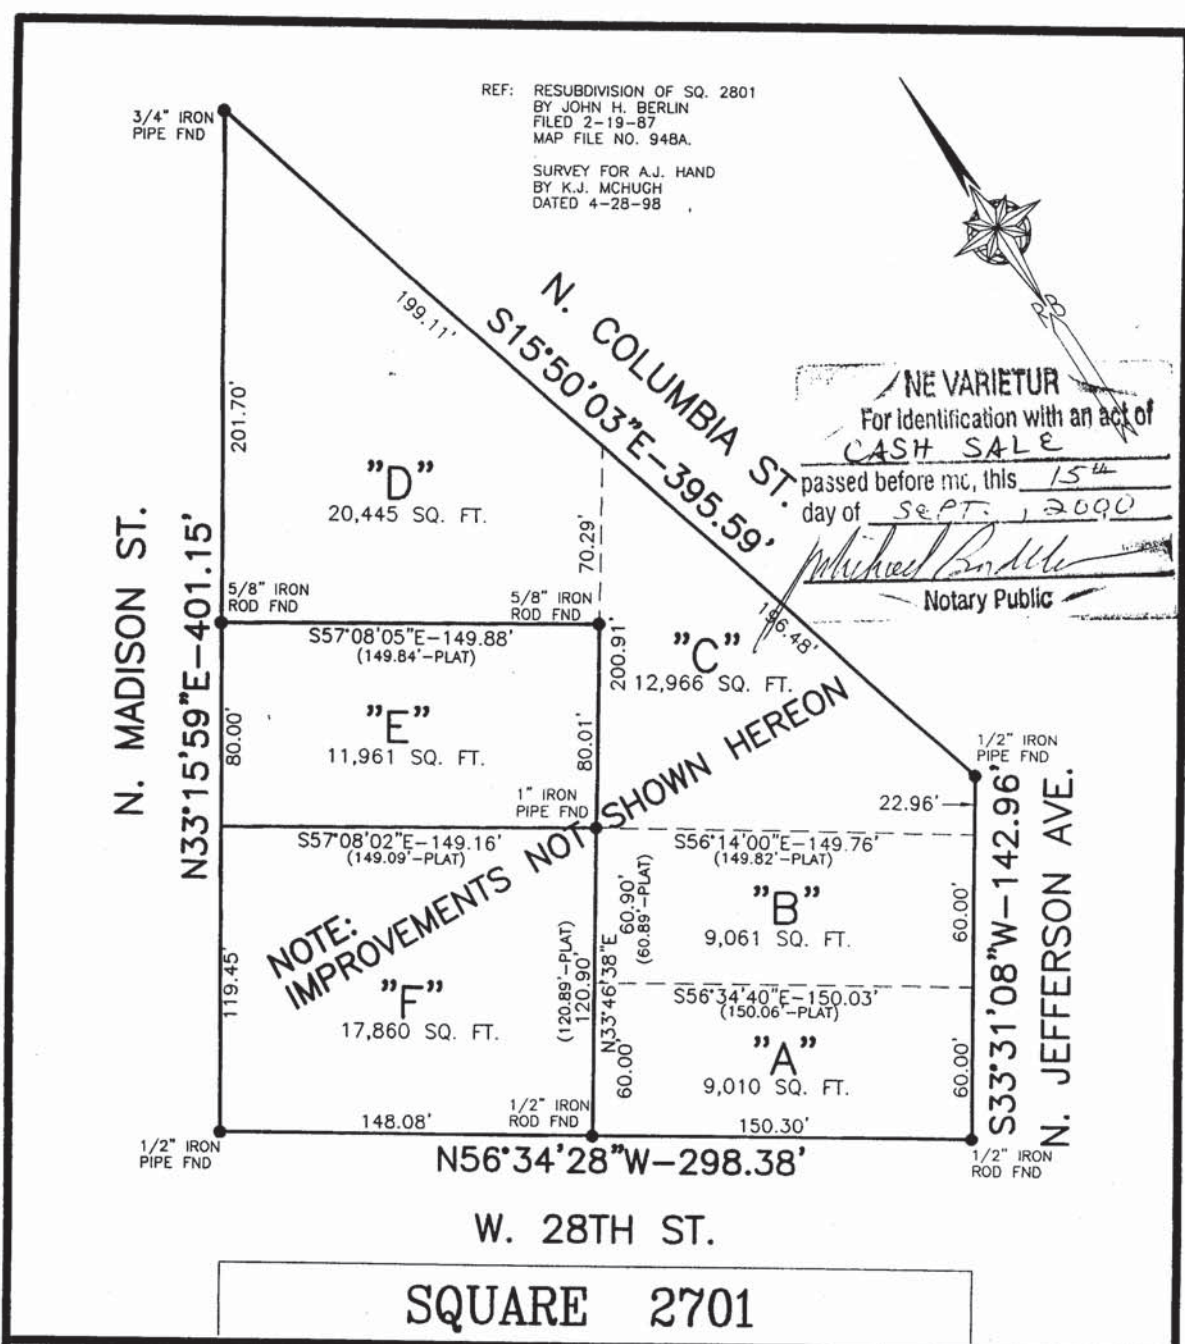 REF: RESUBDIVISION OF SQ. 2801
BY JOHN H. BERLIN
FILED 2-19-87
MAP FILE NO. 948A.
SURVEY FOR A.J. HAND
BY K.J. MCHUGH
DATED 4-28-98
3/4" IRON
PIPE FND
RB
N. COLUMBIA ST.
S15°50'03"E-395.59'
199.11'
196.48'
NE VARIETUR
For identification with an act of
CASH SALE
passed before me, this 15th
day of SEPT. , 2000
Notary Public
N. MADISON ST.
N33°15'59"E-401.15'
201.70'
"D"
20,445 SQ. FT.
70.29'
5/8" IRON
ROD FND
5/8" IRON
ROD FND
S57°08'05"E-149.88'
(149.84'-PLAT)
200.91'
"C"
12,966 SQ. FT.
80.00'
"E"
11,961 SQ. FT.
80.01'
1" IRON
PIPE FND
1/2" IRON
PIPE FND
22.96'
S57°08'02"E-149.16'
(149.09'-PLAT)
S56°14'00"E-149.76'
(149.82'-PLAT)
NOTE:
IMPROVEMENTS NOT SHOWN HEREON
"B"
9,061 SQ. FT.
60.90'
(60.89'-PLAT)
60.00'
119.45'
"F"
17,860 SQ. FT.
(120.89'-PLAT)
120.90'
N33°46'38"E
S56°34'40"E-150.03'
(150.06'-PLAT)
"A"
9,010 SQ. FT.
60.00'
60.00'
S33°31'08"W-142.96'
N. JEFFERSON AVE.
1/2" IRON
PIPE FND
148.08'
1/2" IRON
ROD FND
150.30'
1/2" IRON
ROD FND
N56°34'28"W-298.38'
W. 28TH ST.
SQUARE 2701